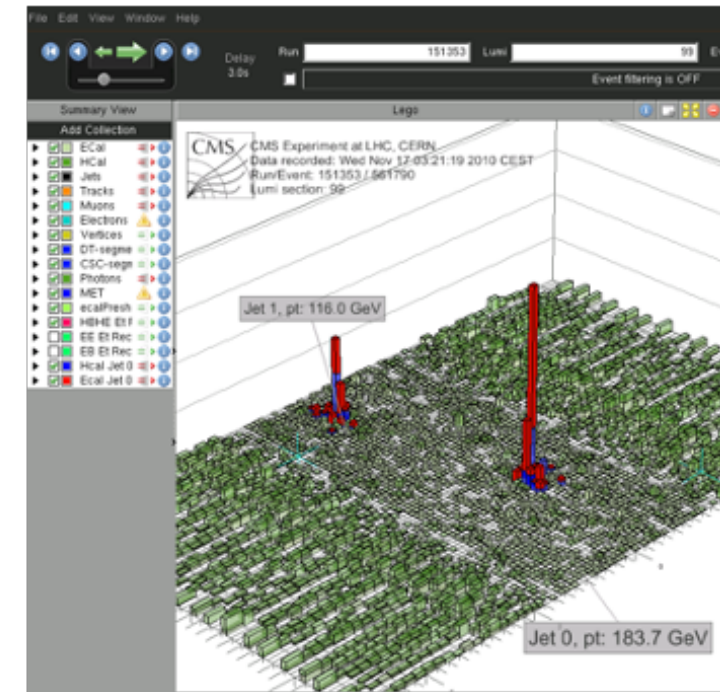 File Edit View Window Help
Delay
3.0s
Run 151353 Lumi 99
Event filtering is OFF
Summary View
Lego
Add Collection
ECal
HCal
Jets
Tracks
Muons
Electrons
Vertices
DT-segme
CSC-segm
Photons
MET
ecalPresh
HBHE Et F
EE Et Rec
EB Et Rec
Hcal Jet 0
Ecal Jet 0
CMS
CMS Experiment at LHC, CERN
Data recorded: Wed Nov 17 03:21:19 2010 CEST
Run/Event: 151353 / 561790
Lumi section: 99
Jet 1, pt: 116.0 GeV
Jet 0, pt: 183.7 GeV